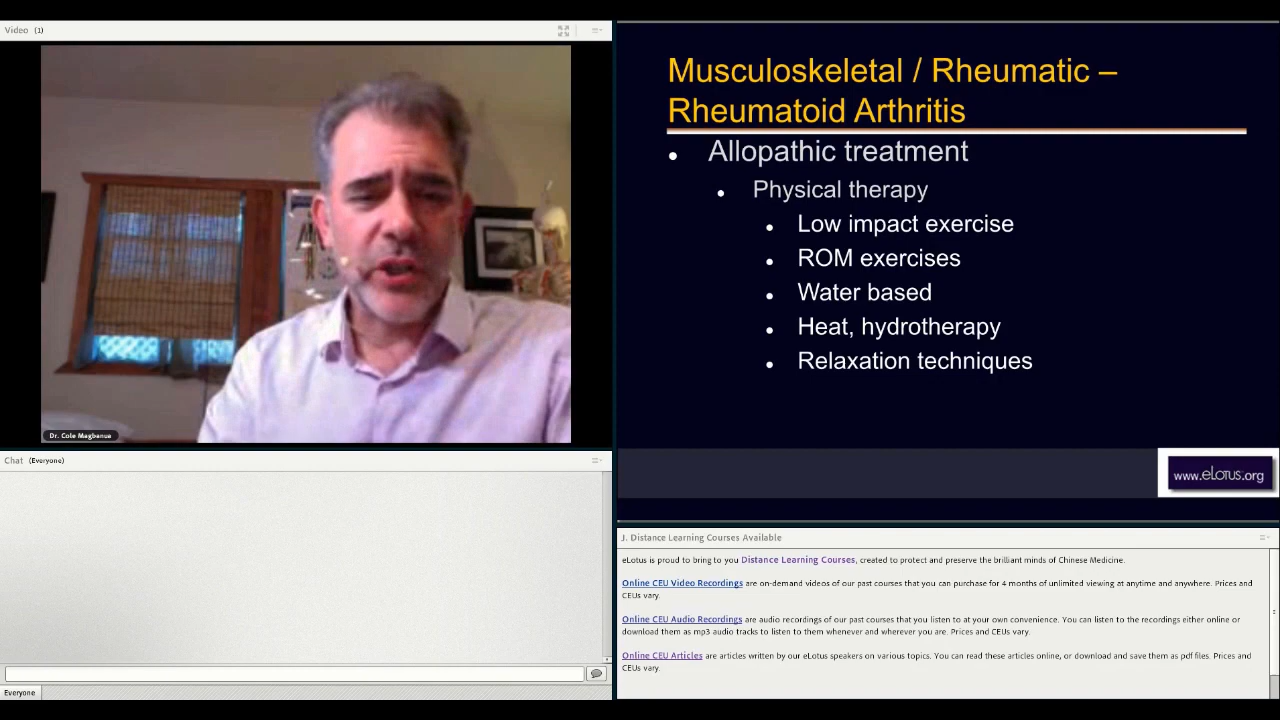 Video (1)
Dr. Cole Magbanua
Chat (Everyone)
Everyone
Musculoskeletal / Rheumatic –
Rheumatoid Arthritis
• Allopathic treatment
• Physical therapy
• Low impact exercise
• ROM exercises
• Water based
• Heat, hydrotherapy
• Relaxation techniques
www.eLotus.org
J. Distance Learning Courses Available
eLotus is proud to bring to you Distance Learning Courses, created to protect and preserve the brilliant minds of Chinese Medicine.
Online CEU Video Recordings are on-demand videos of our past courses that you can purchase for 4 months of unlimited viewing at anytime and anywhere. Prices and
CEUs vary.
Online CEU Audio Recordings are audio recordings of our past courses that you listen to at your own convenience. You can listen to the recordings either online or
download them as mp3 audio tracks to listen to them whenever and wherever you are. Prices and CEUs vary.
Online CEU Articles are articles written by our eLotus speakers on various topics. You can read these articles online, or download and save them as pdf files. Prices and
CEUs vary.